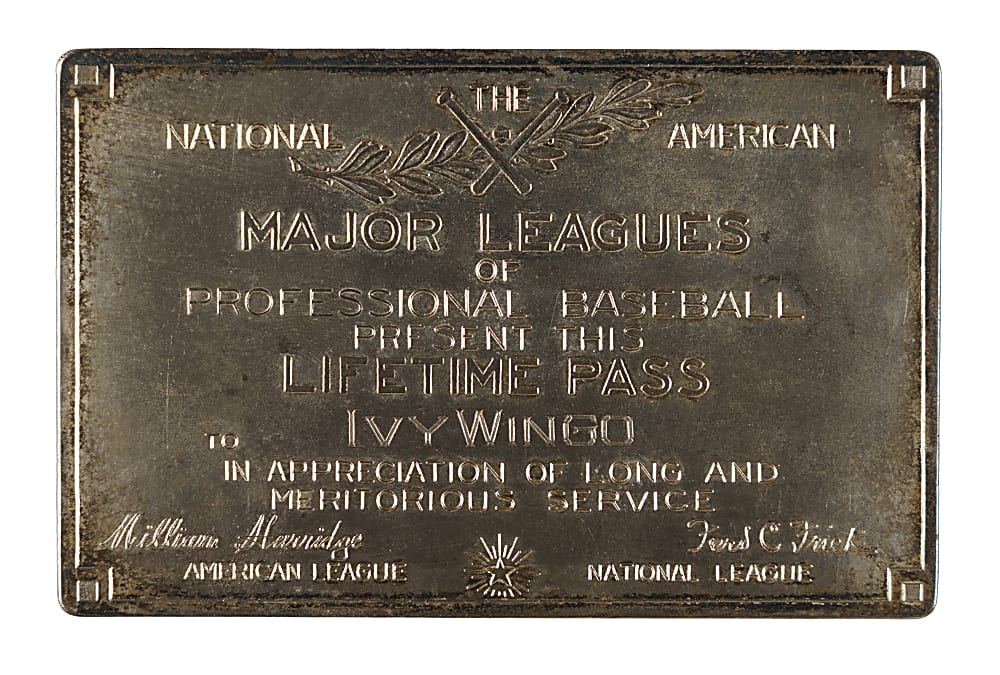 THE
NATIONAL AMERICAN
MAJOR LEAGUES
OF
PROFESSIONAL BASEBALL
PRESENT THIS
LIFETIME PASS
TO IVY WINGO
IN APPRECIATION OF LONG AND
MERITORIOUS SERVICE
William Harridge Ford C Frick
AMERICAN LEAGUE NATIONAL LEAGUE